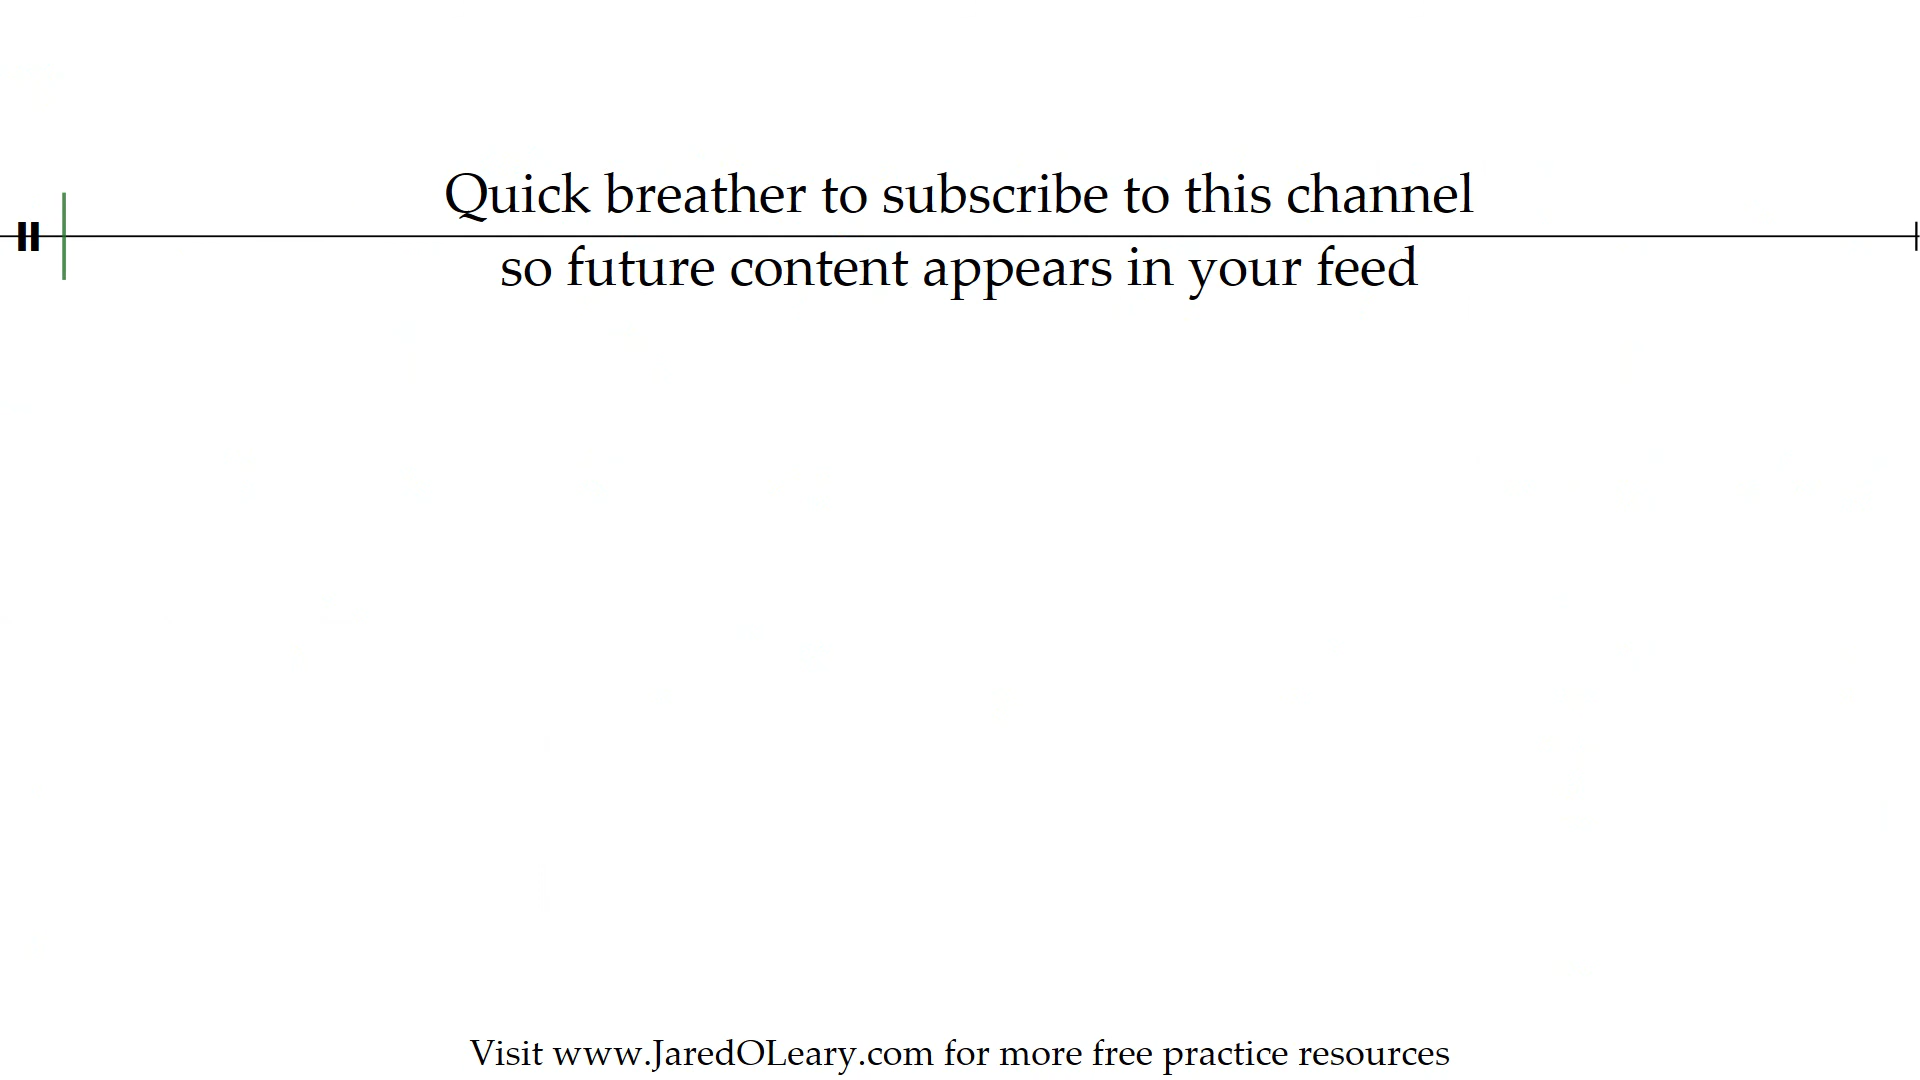 Quick breather to subscribe to this channel
so future content appears in your feed
Visit www.JaredOLeary.com for more free practice resources